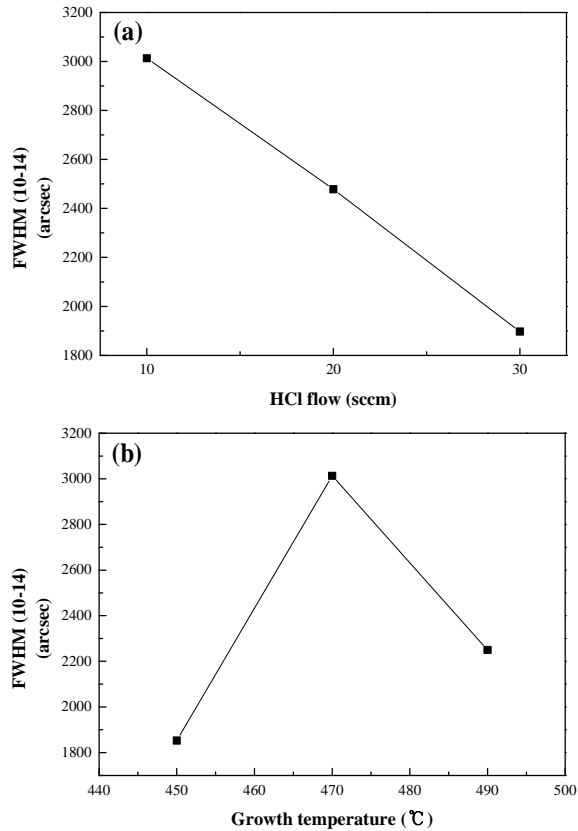 (a)
3200
3000
2800
2600
2400
2200
2000
1800
FWHM (10-14)
(arcsec)
10 20 30
HCl flow (sccm)
(b)
3200
3000
2800
2600
2400
2200
2000
1800
FWHM (10-14)
(arcsec)
440 450 460 470 480 490 500
Growth temperature (℃)